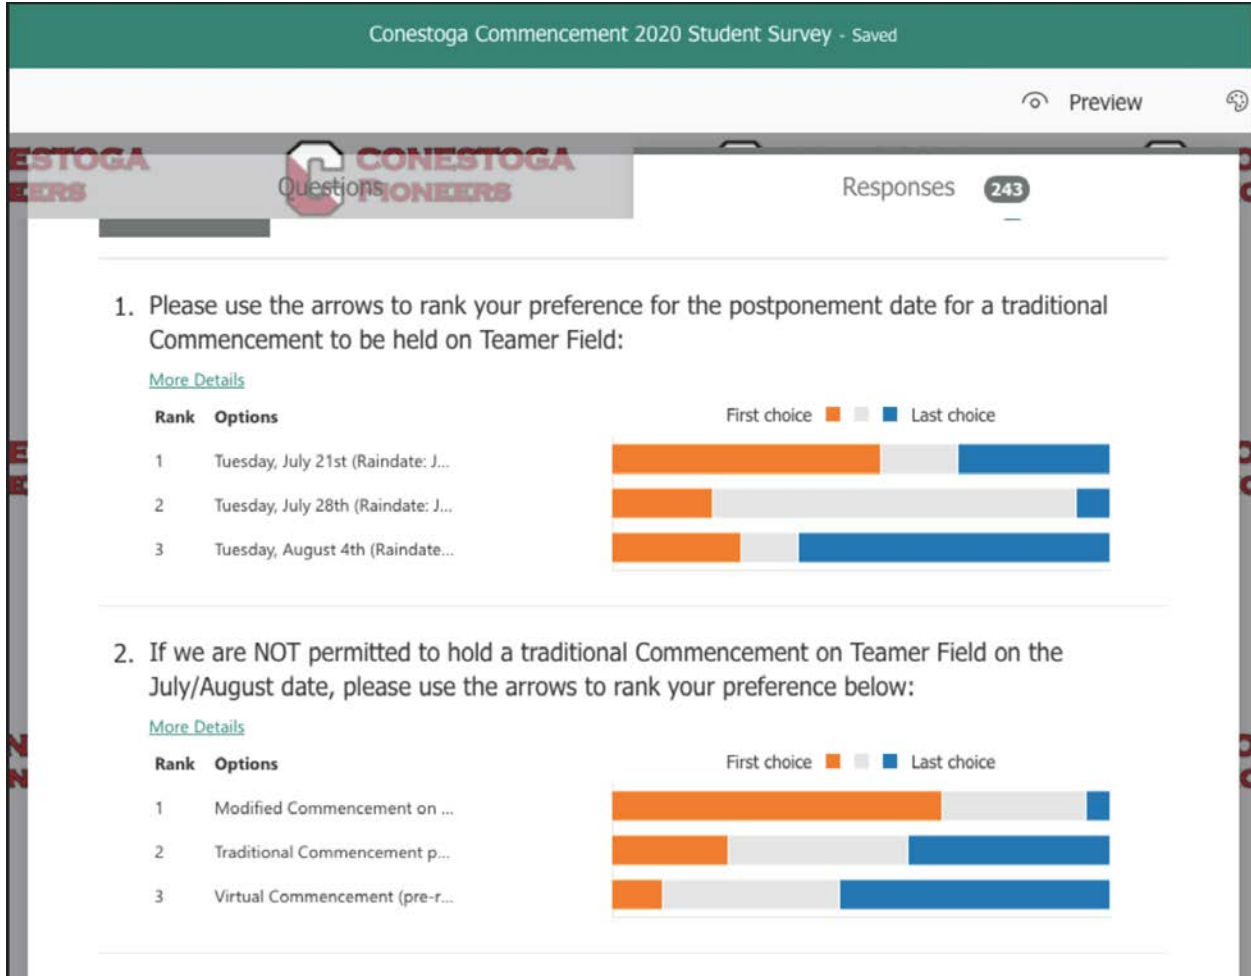 Conestoga Commencement 2020 Student Survey - Saved
Preview
ESTOGA
EERS
CONESTOGA
PIONEERS
Questions
Responses 243
1. Please use the arrows to rank your preference for the postponement date for a traditional
Commencement to be held on Teamer Field:
More Details
Rank Options
First choice Last choice
1 Tuesday, July 21st (Raindate: J...
2 Tuesday, July 28th (Raindate: J...
3 Tuesday, August 4th (Raindate...
2. If we are NOT permitted to hold a traditional Commencement on Teamer Field on the
July/August date, please use the arrows to rank your preference below:
More Details
Rank Options
First choice Last choice
1 Modified Commencement on ...
2 Traditional Commencement p...
3 Virtual Commencement (pre-r...